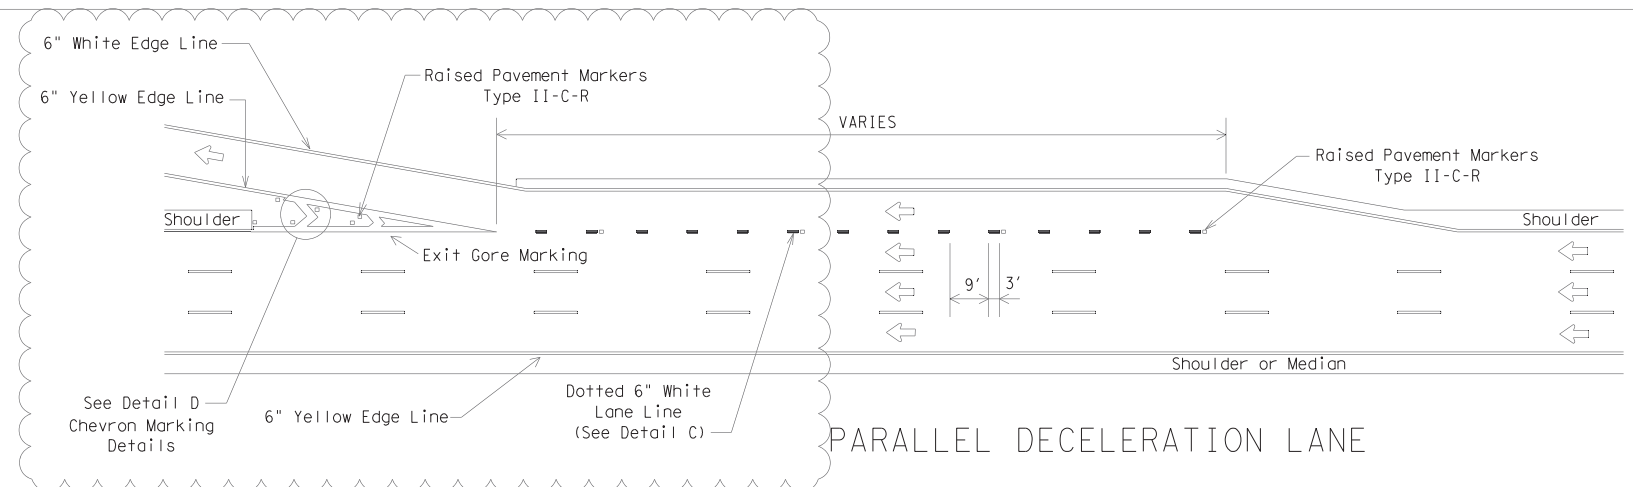 6" White Edge Line
Raised Pavement Markers
Type II-C-R
6" Yellow Edge Line
VARIES
Raised Pavement Markers
Type II-C-R
Shoulder
Shoulder
Exit Gore Marking
9'
3'
Shoulder or Median
See Detail D
Chevron Marking
Details
6" Yellow Edge Line
Dotted 6" White
Lane Line
(See Detail C)
PARALLEL DECELERATION LANE